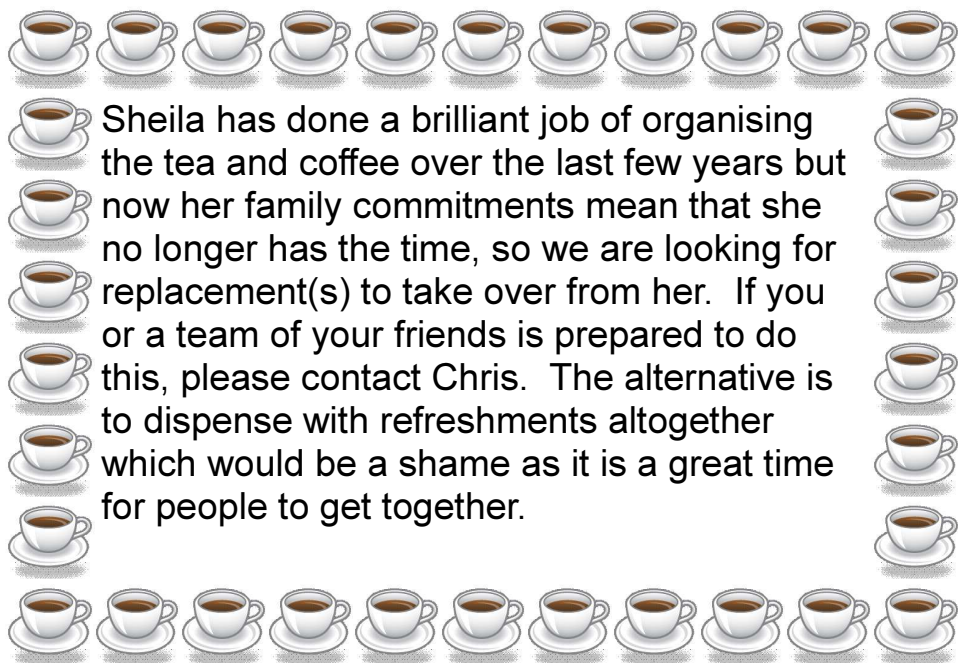 Sheila has done a brilliant job of organising
the tea and coffee over the last few years but
now her family commitments mean that she
no longer has the time, so we are looking for
replacement(s) to take over from her.  If you
or a team of your friends is prepared to do
this, please contact Chris.  The alternative is
to dispense with refreshments altogether
which would be a shame as it is a great time
for people to get together.